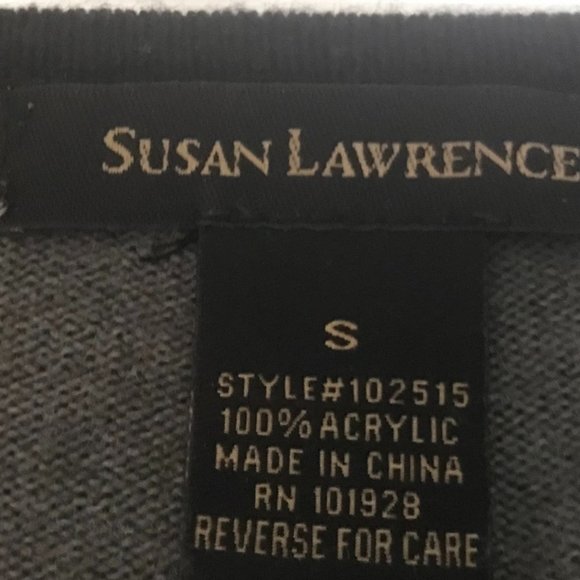 SUSAN LAWRENCE
S
STYLE#102515
100% ACRYLIC
MADE IN CHINA
RN 101928
REVERSE FOR CARE